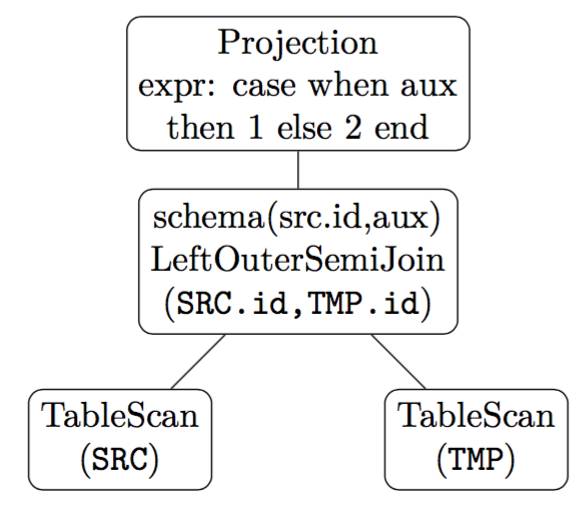 Projection
expr: case when aux
then 1 else 2 end
schema(src.id,aux)
LeftOuterSemiJoin
(SRC.id,TMP.id)
TableScan
(SRC)
TableScan
(TMP)